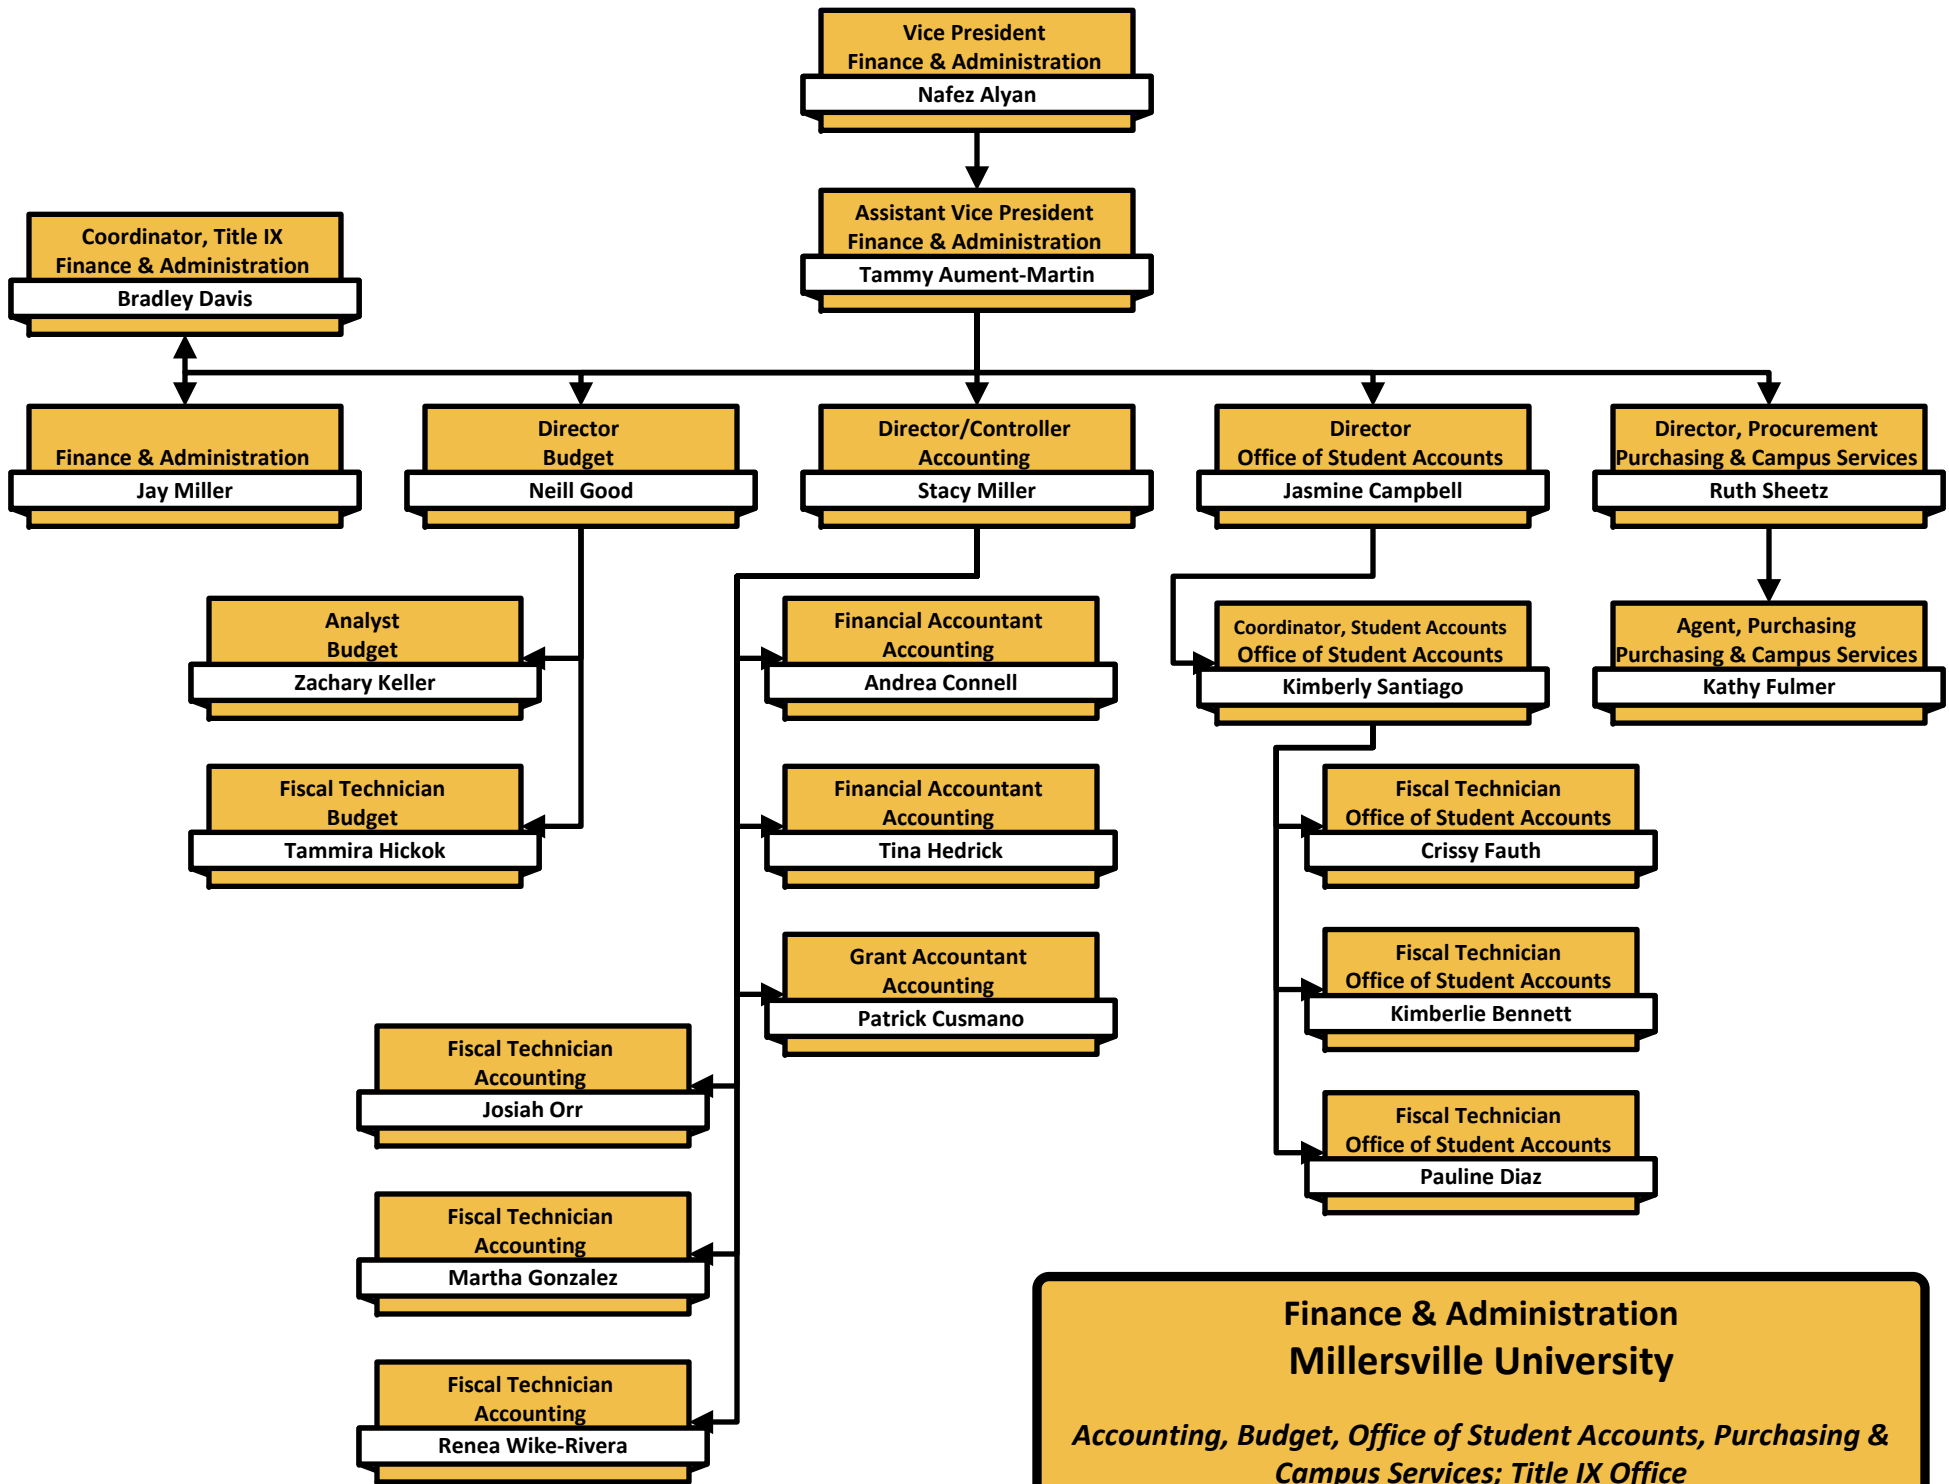 Vice President
Finance & Administration
Nafez Alyan
Assistant Vice President
Finance & Administration
Tammy Aument-Martin
Coordinator, Title IX
Finance & Administration
Bradley Davis
Finance & Administration
Jay Miller
Director
Budget
Neill Good
Director/Controller
Accounting
Stacy Miller
Director
Office of Student Accounts
Jasmine Campbell
Director, Procurement
Purchasing & Campus Services
Ruth Sheetz
Analyst
Budget
Zachary Keller
Financial Accountant
Accounting
Andrea Connell
Coordinator, Student Accounts
Office of Student Accounts
Kimberly Santiago
Agent, Purchasing
Purchasing & Campus Services
Kathy Fulmer
Fiscal Technician
Budget
Tammira Hickok
Financial Accountant
Accounting
Tina Hedrick
Fiscal Technician
Office of Student Accounts
Crissy Fauth
Grant Accountant
Accounting
Patrick Cusmano
Fiscal Technician
Office of Student Accounts
Kimberlie Bennett
Fiscal Technician
Accounting
Josiah Orr
Fiscal Technician
Office of Student Accounts
Pauline Diaz
Fiscal Technician
Accounting
Martha Gonzalez
Fiscal Technician
Accounting
Renea Wike-Rivera
Finance & Administration
Millersville University
Accounting, Budget, Office of Student Accounts, Purchasing &
Campus Services; Title IX Office